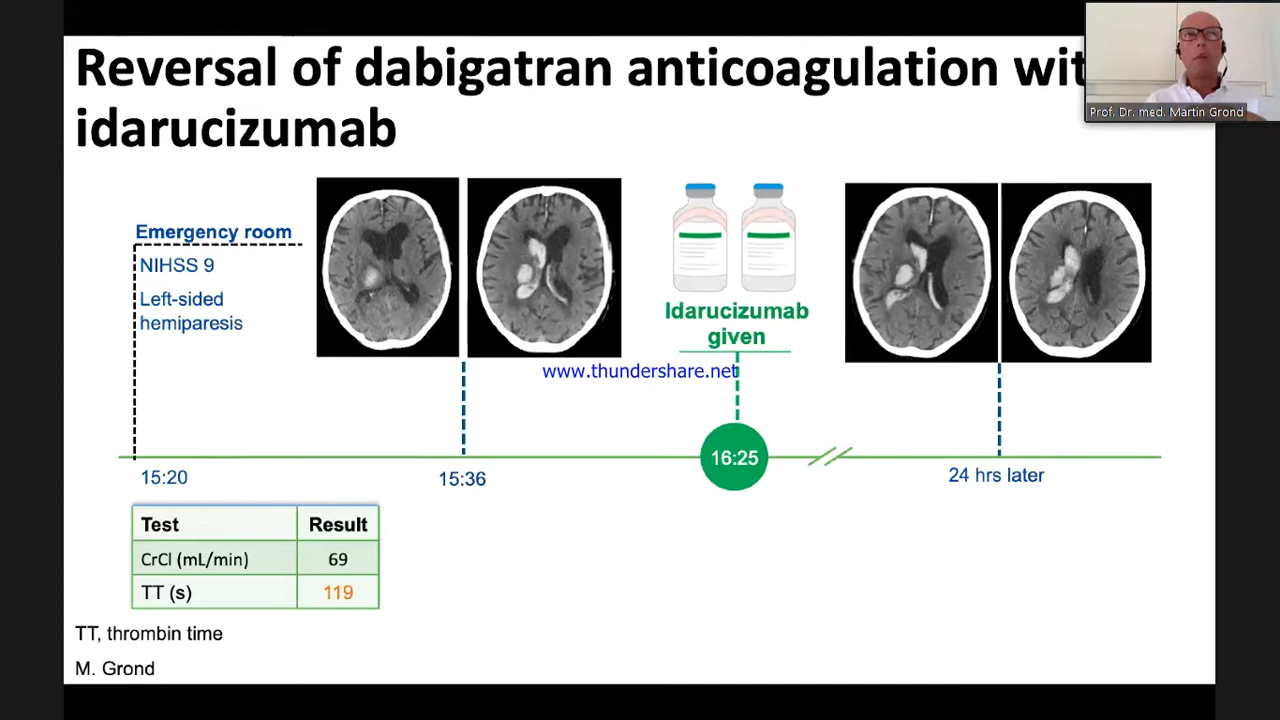 Reversal of dabigatran anticoagulation wit
idarucizumab
Prof. Dr. med. Martin Grond
Emergency room
NIHSS 9
Left-sided
hemiparesis
Idarucizumab
given
www.thundershare.net
15:20
15:36
16:25
24 hrs later
Test Result
CrCl (mL/min) 69
TT (s) 119
TT, thrombin time
M. Grond